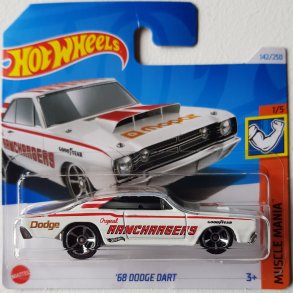 Hot Wheels
142/250
1/5
DODGE
RAMCHARGERS
GOODYEAR
MUSCLE MANIA
Dodge
Original
RAMCHARGERS
GOODYEAR
MATTEL
'68 DODGE DART
3+